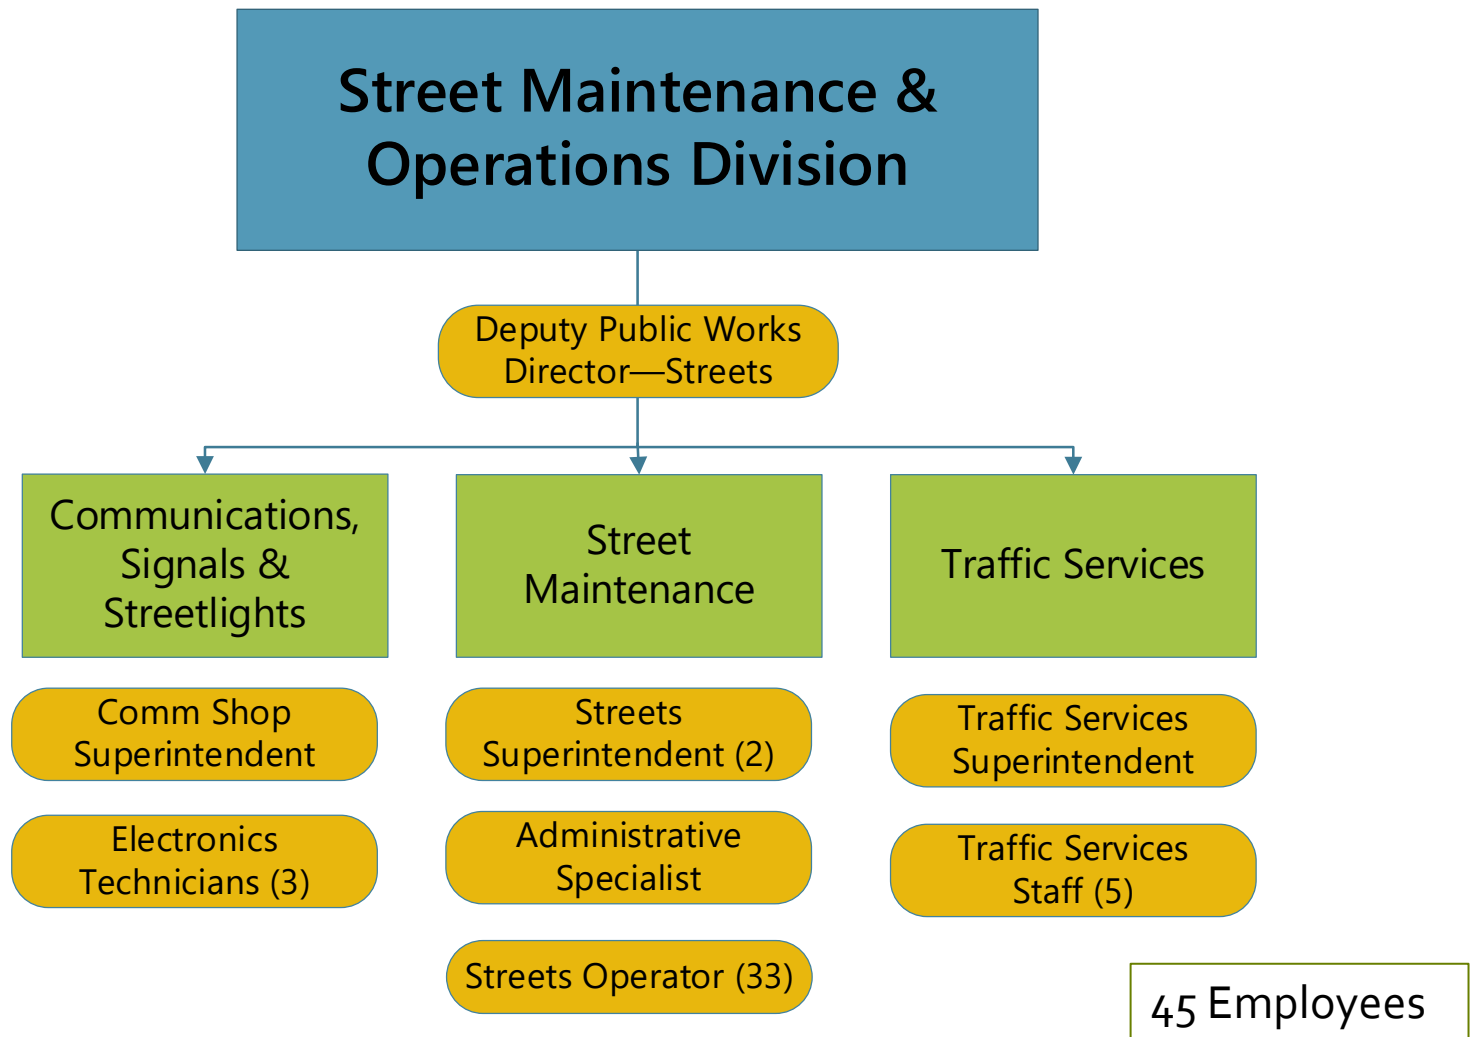 Street Maintenance &
Operations Division
Deputy Public Works
Director—Streets
Communications,
Signals &
Streetlights
Street
Maintenance
Traffic Services
Comm Shop
Superintendent
Electronics
Technicians (3)
Streets
Superintendent (2)
Administrative
Specialist
Streets Operator (33)
Traffic Services
Superintendent
Traffic Services
Staff (5)
45 Employees